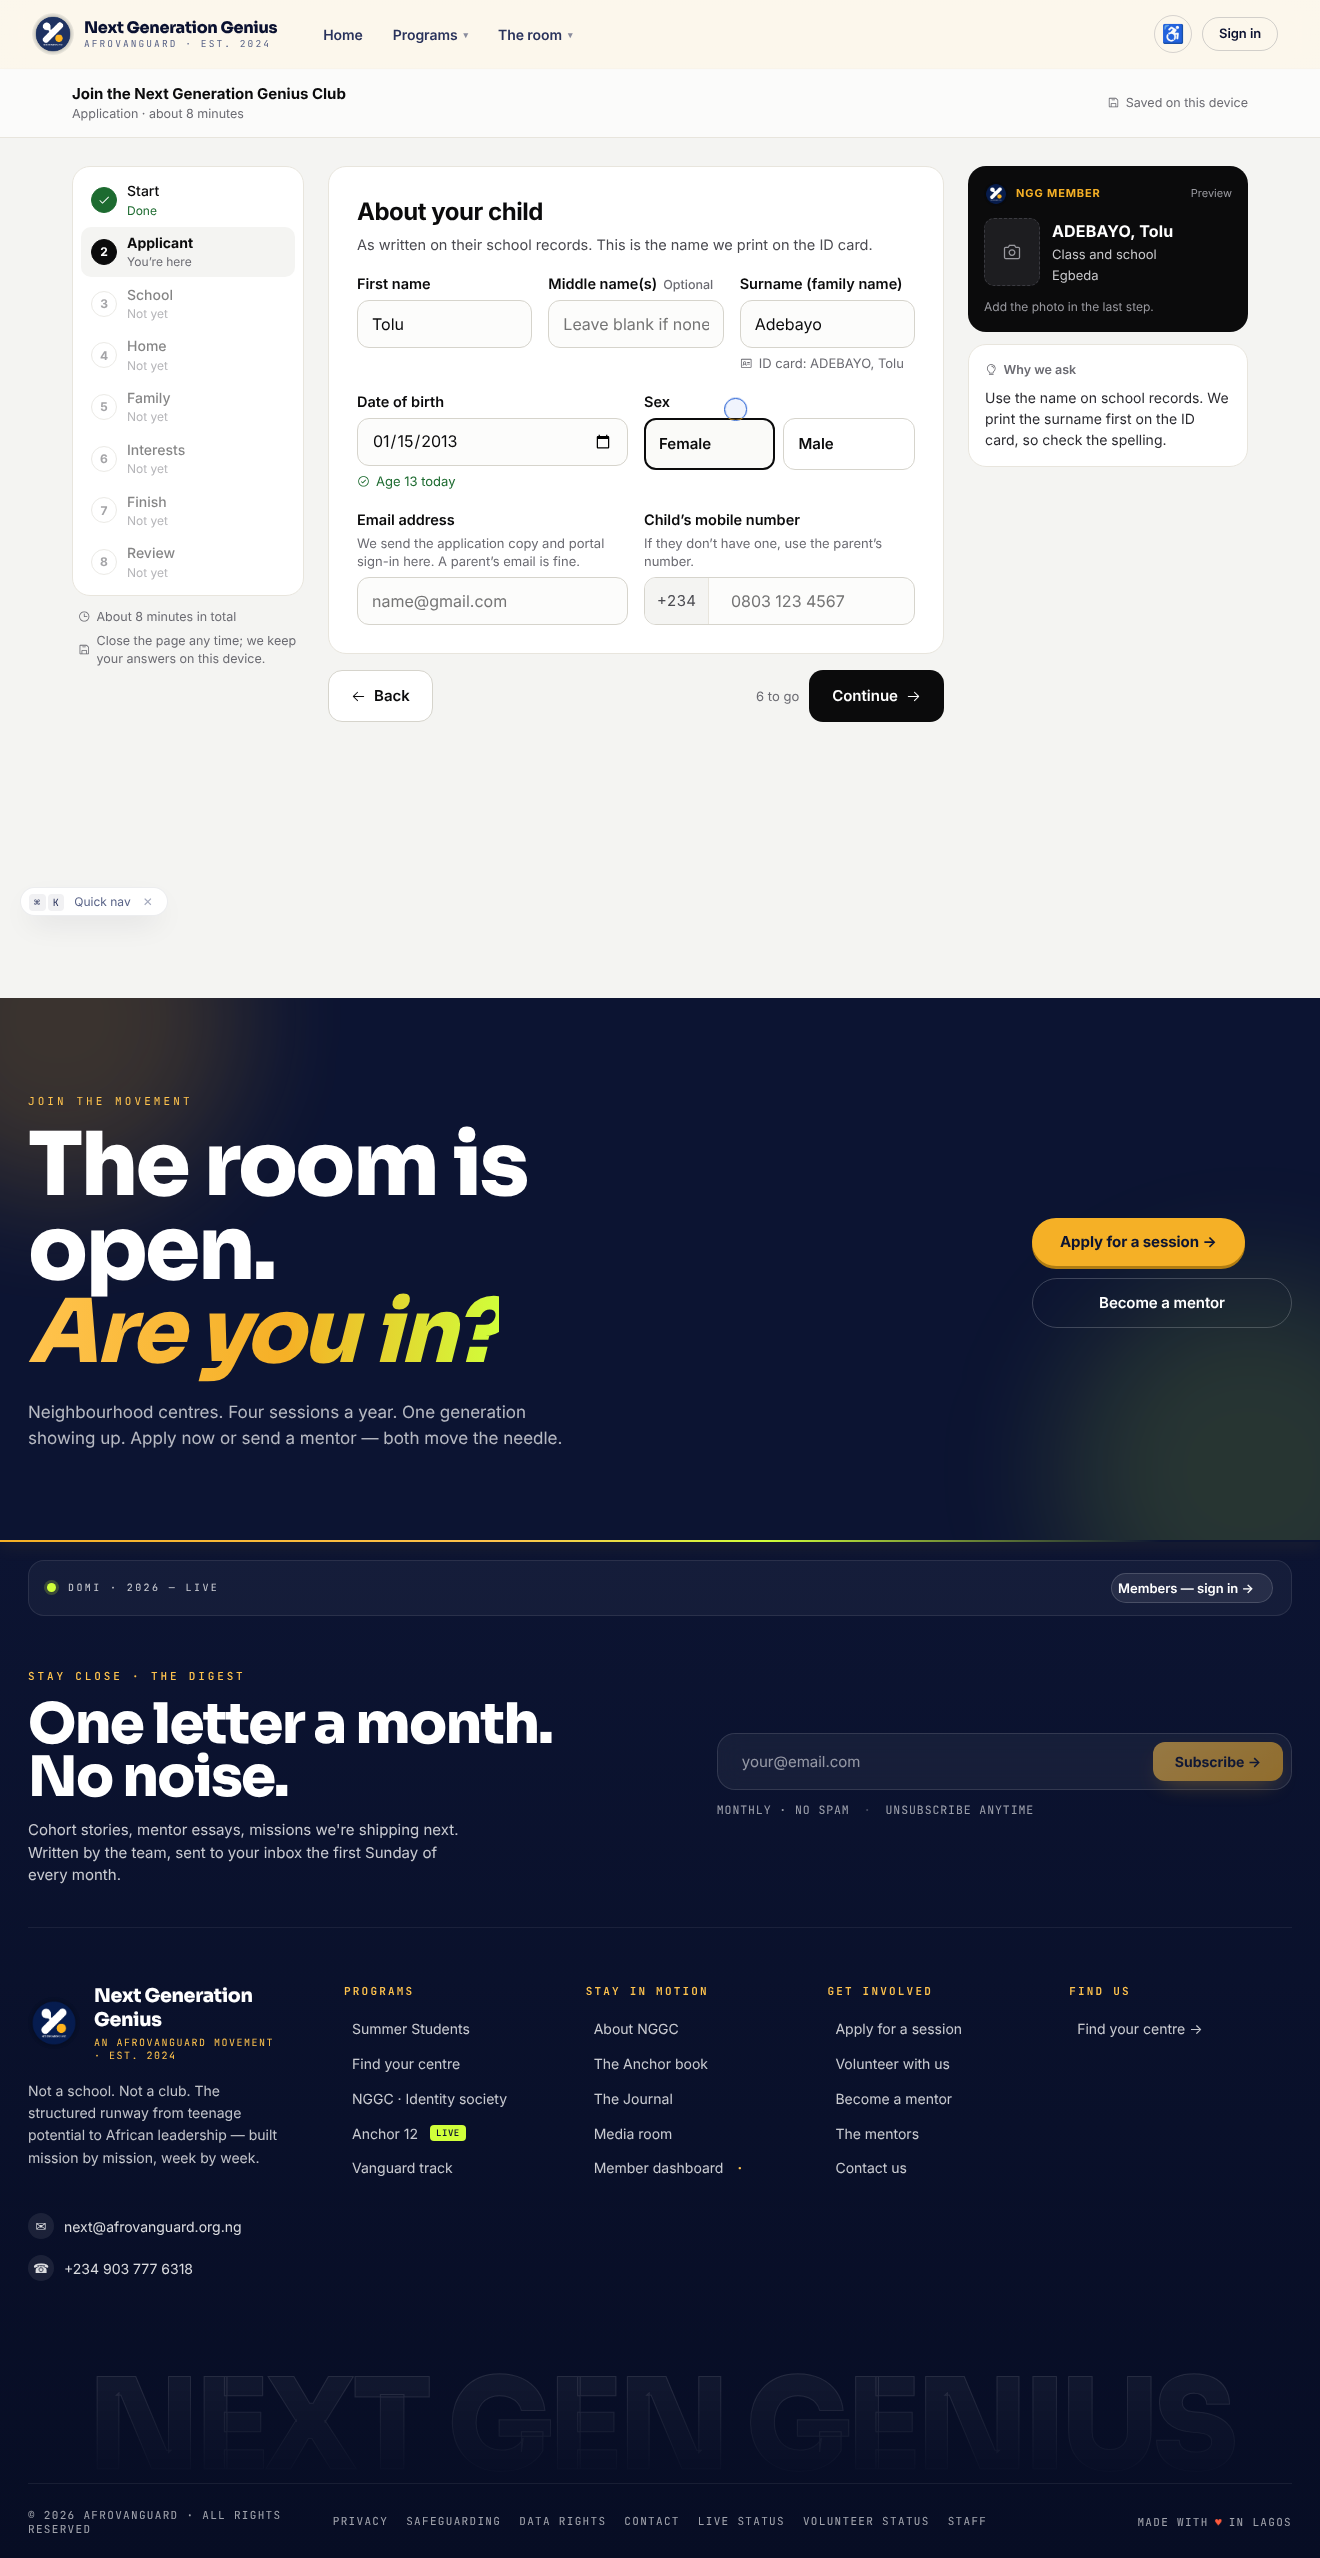 Next Generation Genius
AFROVANGUARD · EST. 2024
Home
Programs ▾
The room ▾
♿
Sign in
Join the Next Generation Genius Club
Application · about 8 minutes
Saved on this device
Start
Done
2
Applicant
You're here
3
School
Not yet
4
Home
Not yet
5
Family
Not yet
6
Interests
Not yet
7
Finish
Not yet
8
Review
Not yet
About 8 minutes in total
Close the page any time; we keep
your answers on this device.
About your child
As written on their school records. This is the name we print on the ID card.
First name
Middle name(s) Optional
Surname (family name)
Tolu
Leave blank if none
Adebayo
ID card: ADEBAYO, Tolu
Date of birth
Sex
01/15/2013
Female
Male
Age 13 today
Email address
Child's mobile number
We send the application copy and portal
sign-in here. A parent's email is fine.
If they don't have one, use the parent's
number.
name@gmail.com
+234
0803 123 4567
← Back
6 to go
Continue →
NGG MEMBER
Preview
ADEBAYO, Tolu
Class and school
Egbeda
Add the photo in the last step.
Why we ask
Use the name on school records. We
print the surname first on the ID
card, so check the spelling.
⌘ K Quick nav ✕
JOIN THE MOVEMENT
The room is
open.
Are you in?
Neighbourhood centres. Four sessions a year. One generation
showing up. Apply now or send a mentor — both move the needle.
Apply for a session →
Become a mentor
DOMI · 2026 — LIVE
Members — sign in →
STAY CLOSE · THE DIGEST
One letter a month.
No noise.
Cohort stories, mentor essays, missions we're shipping next.
Written by the team, sent to your inbox the first Sunday of
every month.
your@email.com
Subscribe →
MONTHLY · NO SPAM · UNSUBSCRIBE ANYTIME
Next Generation
Genius
AN AFROVANGUARD MOVEMENT
· EST. 2024
Not a school. Not a club. The
structured runway from teenage
potential to African leadership — built
mission by mission, week by week.
✉ next@afrovanguard.org.ng
☎ +234 903 777 6318
PROGRAMS
Summer Students
Find your centre
NGGC · Identity society
Anchor 12 LIVE
Vanguard track
STAY IN MOTION
About NGGC
The Anchor book
The Journal
Media room
Member dashboard ·
GET INVOLVED
Apply for a session
Volunteer with us
Become a mentor
The mentors
Contact us
FIND US
Find your centre →
NEXT GEN GENIUS
© 2026 AFROVANGUARD · ALL RIGHTS
RESERVED
PRIVACY
SAFEGUARDING
DATA RIGHTS
CONTACT
LIVE STATUS
VOLUNTEER STATUS
STAFF
MADE WITH ♥ IN LAGOS